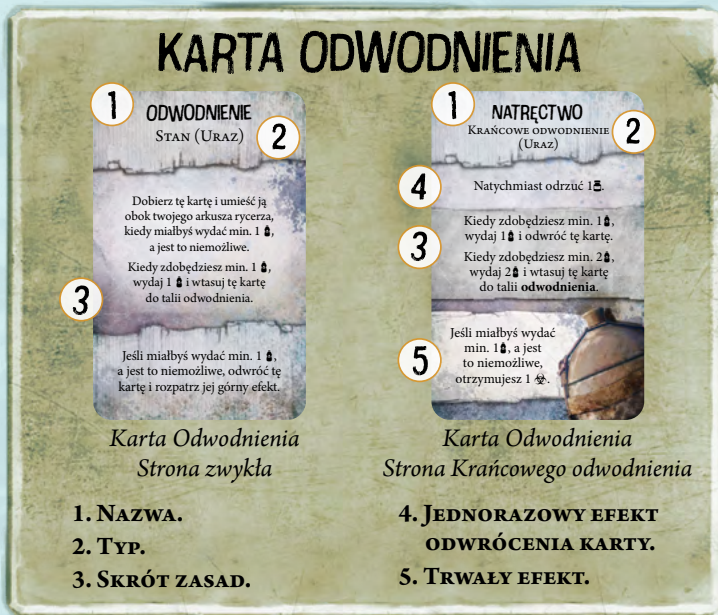 KARTA ODWODNIENIA
1
ODWODNIENIE
Stan (Uraz)
2
Dobierz tę kartę i umieść ją
obok twojego arkusza rycerza,
kiedy miałbyś wydać min. 1 ,
a jest to niemożliwe.
Kiedy zdobędziesz min. 1 ,
wydaj 1 i wtasuj tę kartę
do talii odwodnienia.
3
Jeśli miałbyś wydać min. 1 ,
a jest to niemożliwe, odwróć tę
kartę i rozpatrz jej górny efekt.
Karta Odwodnienia
Strona zwykła
1
NATRĘCTWO
Krańcowe odwodnienie
(Uraz)
2
4
Natychmiast odrzuć 1.
3
Kiedy zdobędziesz min. 1,
wydaj 1 i odwróć tę kartę.
Kiedy zdobędziesz min. 2,
wydaj 2 i wtasuj tę kartę
do talii odwodnienia.
5
Jeśli miałbyś wydać
min. 1, a jest
to niemożliwe,
otrzymujesz 1 .
Karta Odwodnienia
Strona Krańcowego odwodnienia
1. Nazwa.
2. Typ.
3. Skrót zasad.
4. Jednorazowy efekt
odwrócenia karty.
5. Trwały efekt.